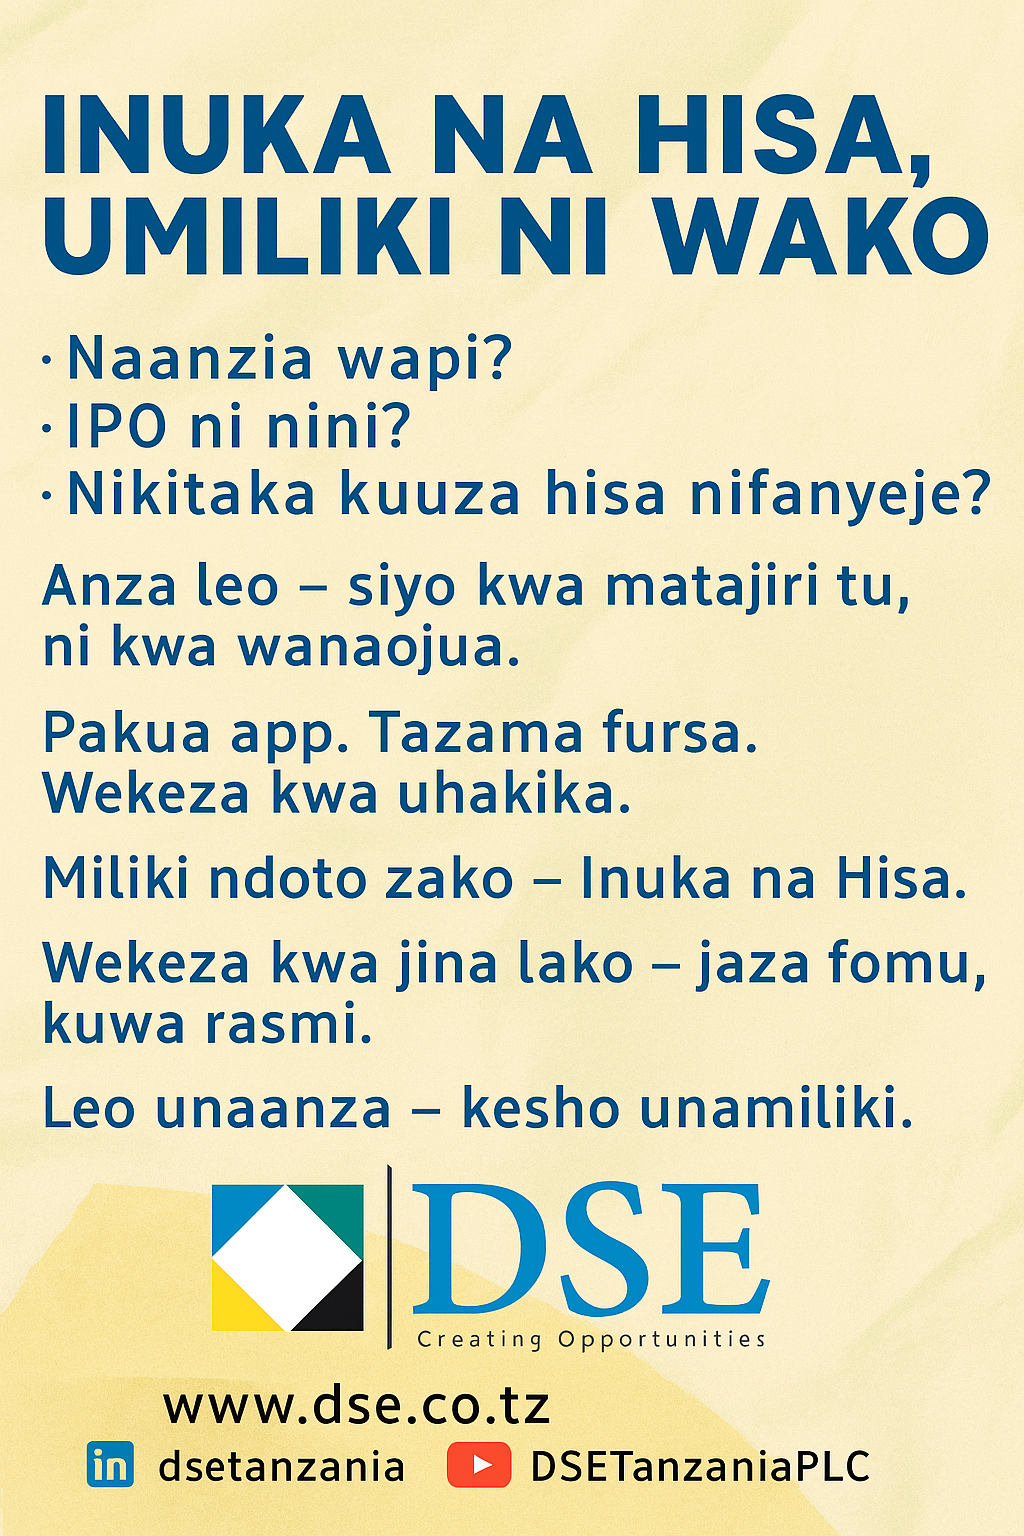 INUKA NA HISA,
UMILIKI NI WAKO
· Naanzia wapi?
· IPO ni nini?
· Nikitaka kuuza hisa nifanyeje?
Anza leo – siyo kwa matajiri tu,
ni kwa wanaojua.
Pakua app. Tazama fursa.
Wekeza kwa uhakika.
Miliki ndoto zako – Inuka na Hisa.
Wekeza kwa jina lako – jaza fomu,
kuwa rasmi.
Leo unaanza – kesho unamiliki.
DSE
Creating Opportunities
www.dse.co.tz
in dsetanzania DSETanzaniaPLC